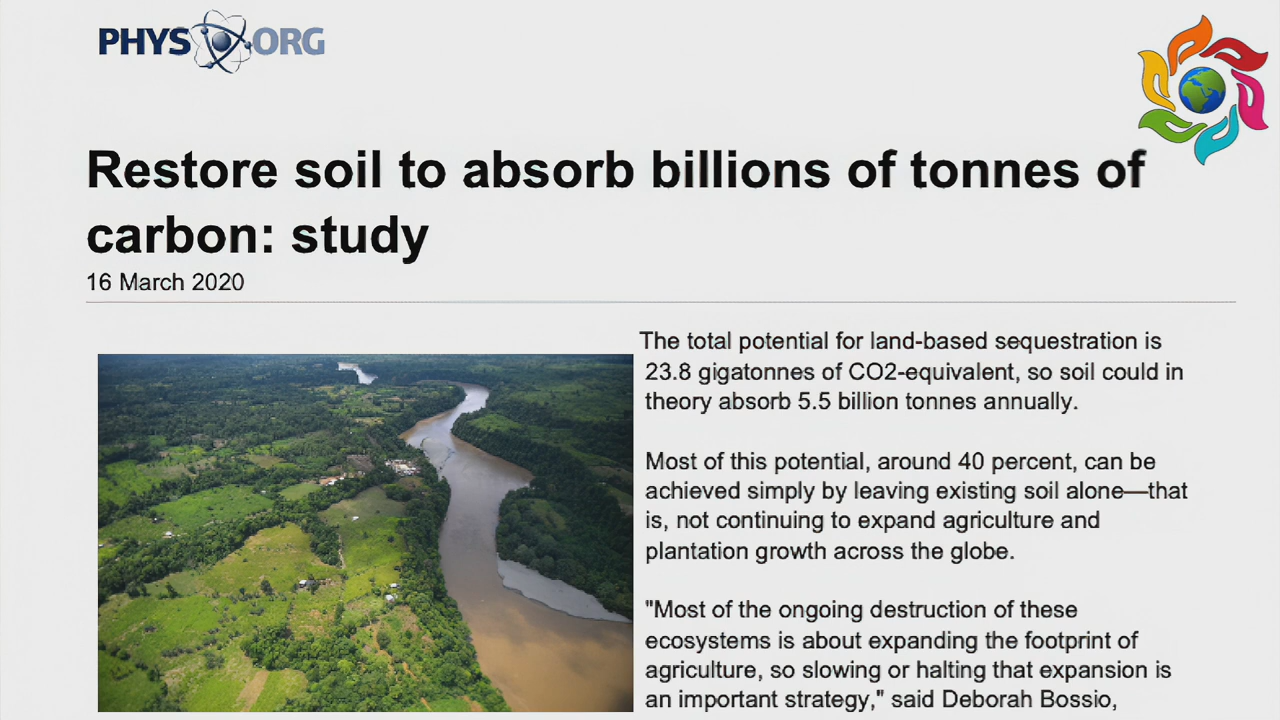 PHYS ORG
Restore soil to absorb billions of tonnes of
carbon: study
16 March 2020
The total potential for land-based sequestration is
23.8 gigatonnes of CO2-equivalent, so soil could in
theory absorb 5.5 billion tonnes annually.
Most of this potential, around 40 percent, can be
achieved simply by leaving existing soil alone—that
is, not continuing to expand agriculture and
plantation growth across the globe.
"Most of the ongoing destruction of these
ecosystems is about expanding the footprint of
agriculture, so slowing or halting that expansion is
an important strategy," said Deborah Bossio,